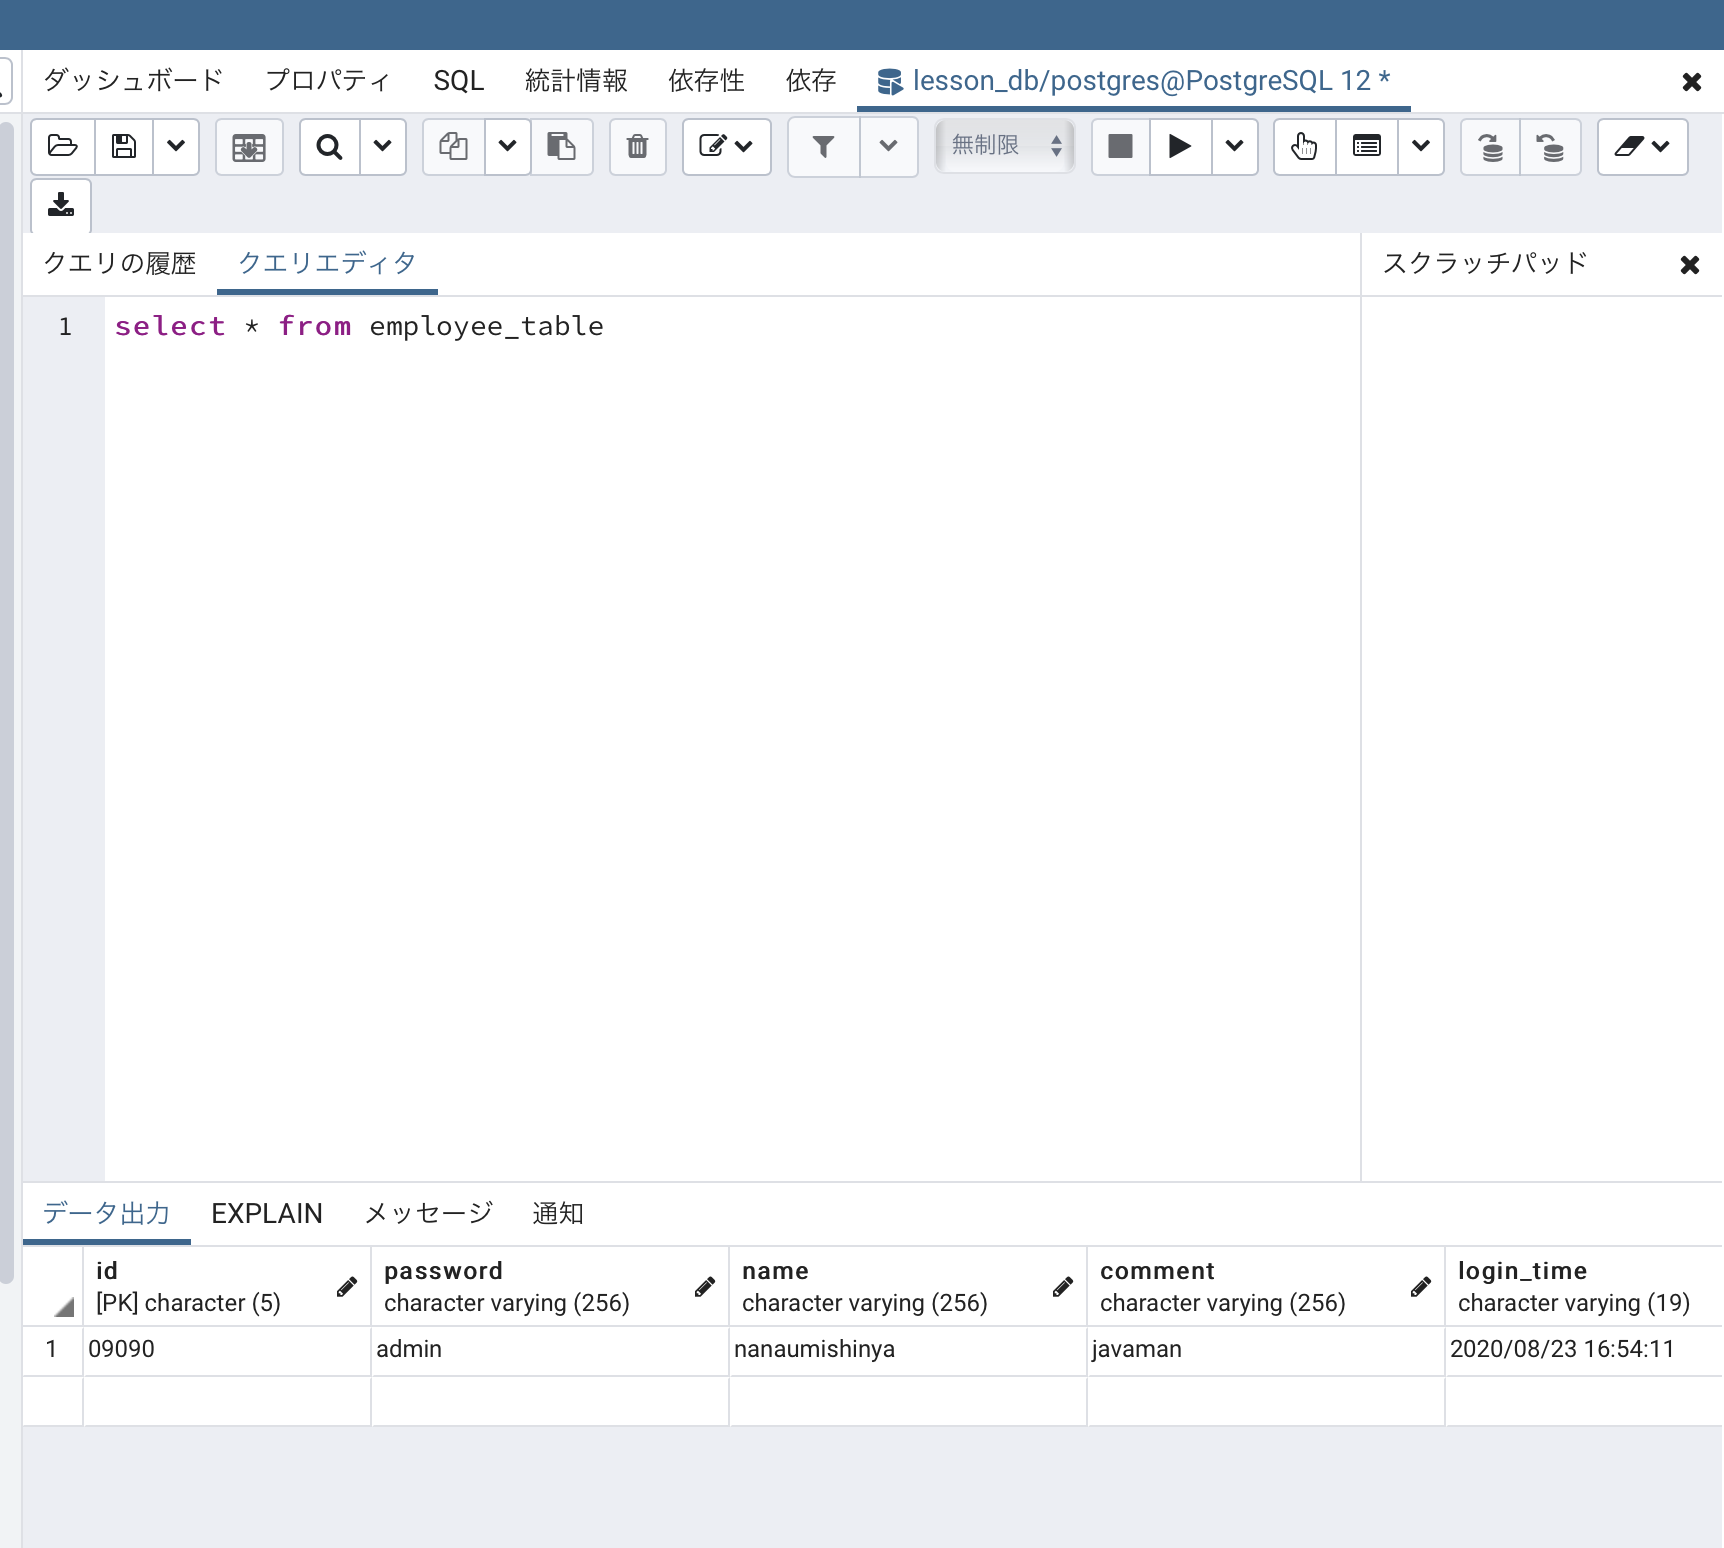 ダッシュボード プロパティ SQL 統計情報 依存性 依存 lesson_db/postgres@PostgreSQL 12 *
無制限
クエリの履歴 クエリエディタ スクラッチパッド
1 select * from employee_table
データ出力 EXPLAIN メッセージ 通知
id password name comment login_time
[PK] character (5) character varying (256) character varying (256) character varying (256) character varying (19)
1 09090 admin nanaumishinya javaman 2020/08/23 16:54:11